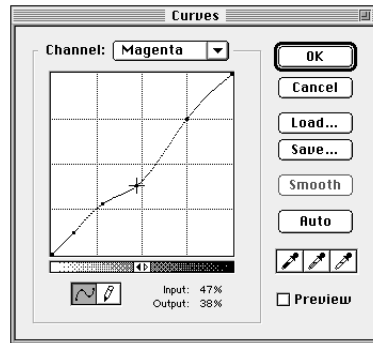 Curves
Channel: Magenta
OK
Cancel
Load...
Save...
Smooth
Auto
Input: 47%
Output: 38%
Preview